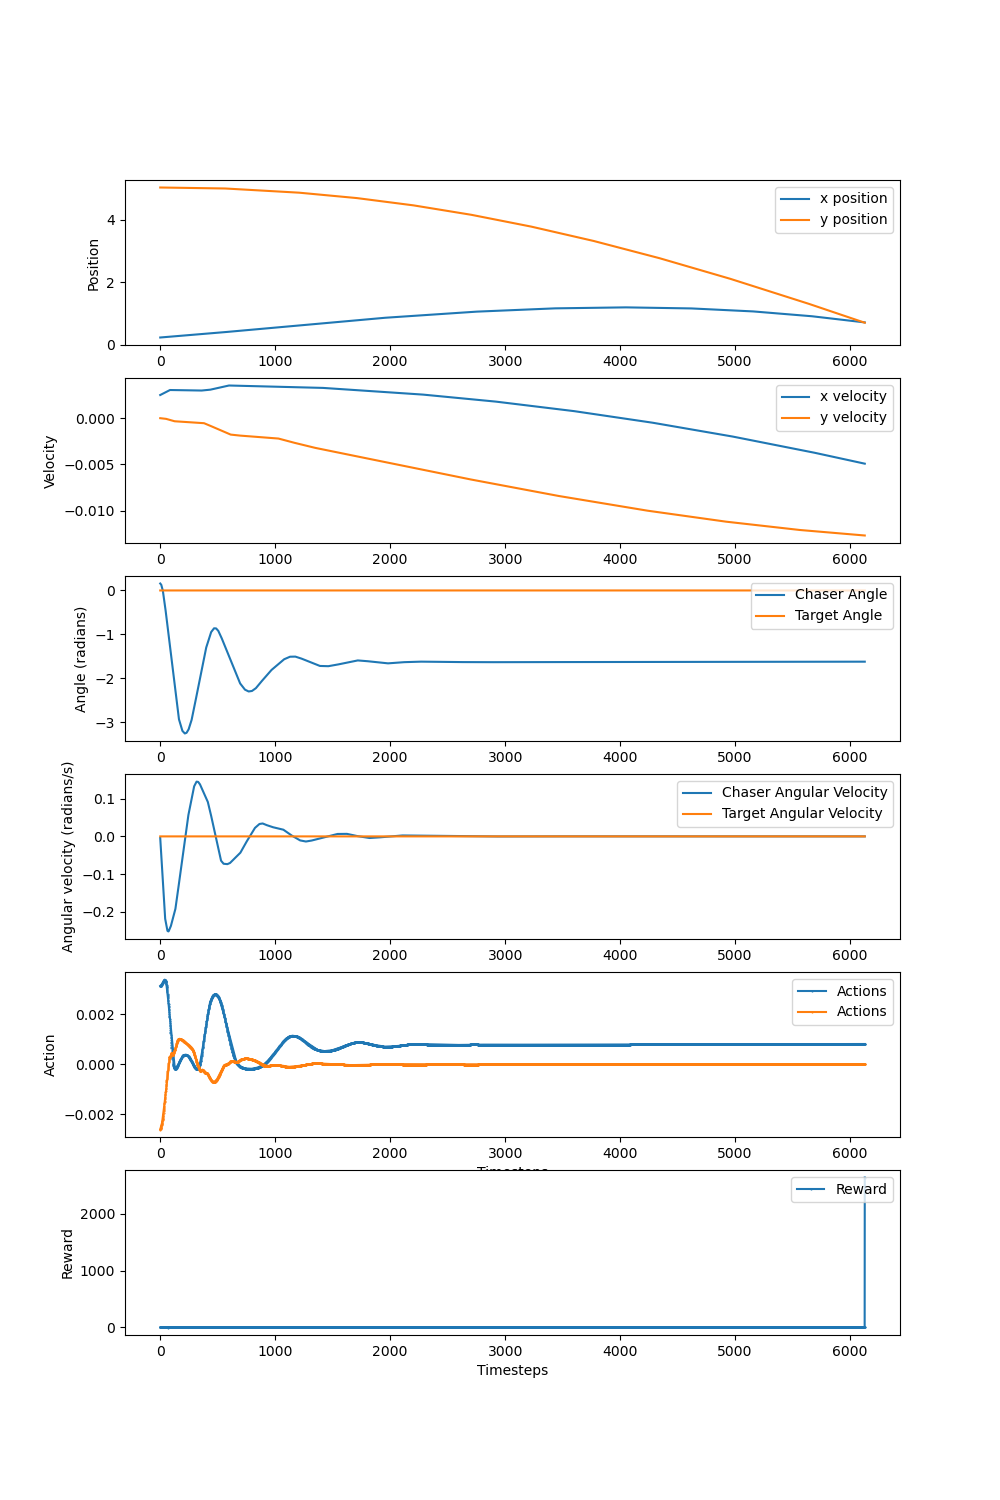 x position
y position
Position
4
2
0
0 1000 2000 3000 4000 5000 6000
x velocity
y velocity
Velocity
0.000
−0.005
−0.010
0 1000 2000 3000 4000 5000 6000
Chaser Angle
Target Angle
Angle (radians)
0
−1
−2
−3
0 1000 2000 3000 4000 5000 6000
Chaser Angular Velocity
Target Angular Velocity
Angular velocity (radians/s)
0.1
0.0
−0.1
−0.2
0 1000 2000 3000 4000 5000 6000
Actions
Actions
Action
0.002
0.000
−0.002
0 1000 2000 3000 4000 5000 6000
Timesteps
Reward
Reward
2000
1000
0
0 1000 2000 3000 4000 5000 6000
Timesteps